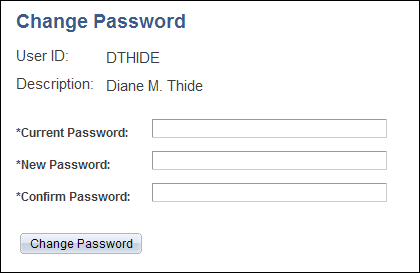 Change Password
User ID: DTHIDE
Description: Diane M. Thide
*Current Password:
*New Password:
*Confirm Password:
Change Password